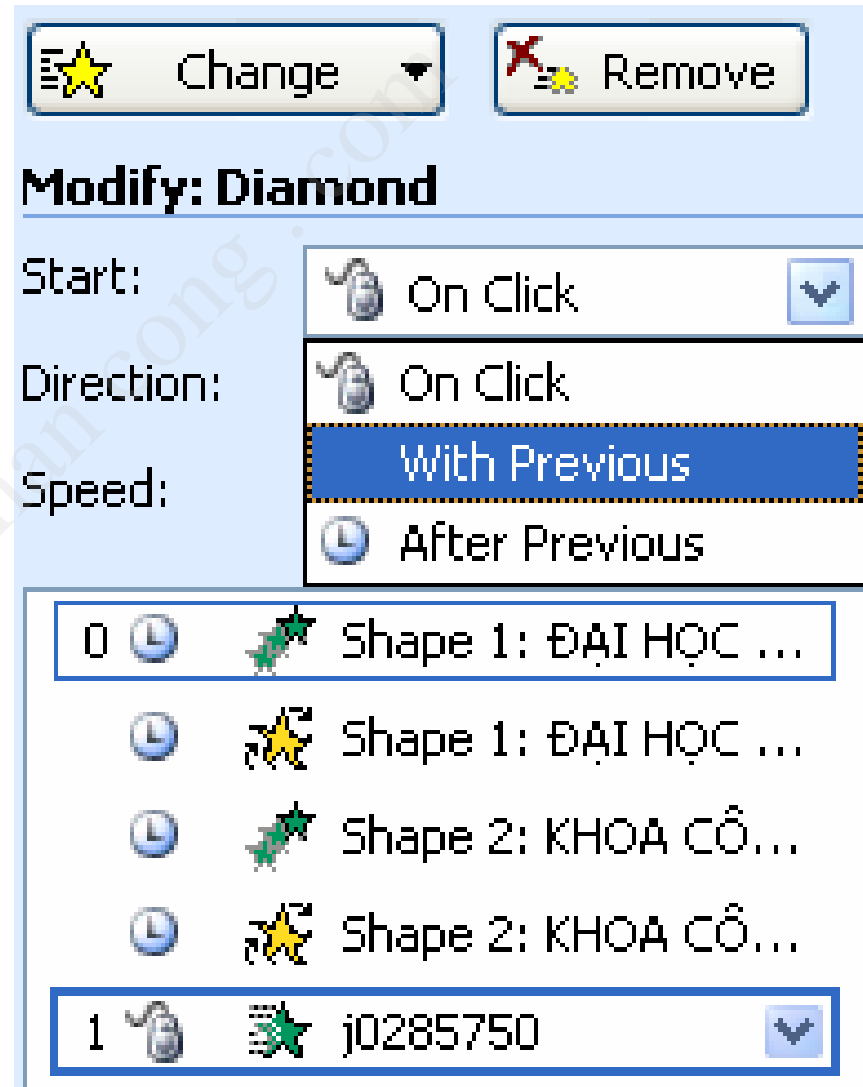 Change Remove
Modify: Diamond
Start: On Click
Direction: On Click
With Previous
Speed:
After Previous
0 Shape 1: ĐẠI HỌC ...
Shape 1: ĐẠI HỌC ...
Shape 2: KHOA CÔ...
Shape 2: KHOA CÔ...
1 j0285750